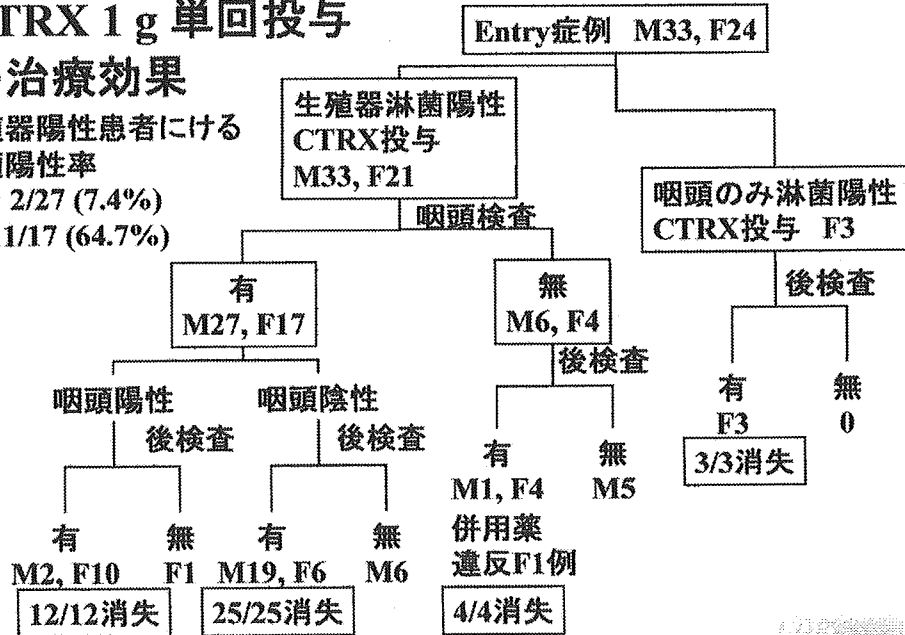 TRX 1 g 単回投与
治療効果
器陽性患者にける
陽性率
2/27 (7.4%)
1/17 (64.7%)
Entry症例 M33, F24
生殖器淋菌陽性
CTRX投与
M33, F21
咽頭のみ淋菌陽性
CTRX投与 F3
咽頭検査
有
M27, F17
無
M6, F4
後検査
有
F3
無
0
3/3消失
咽頭陽性
咽頭陰性
後検査
後検査
後検査
有
M2, F10
無
F1
有
M19, F6
無
M6
有
M1, F4
無
M5
併用薬
違反F1例
12/12消失
25/25消失
4/4消失